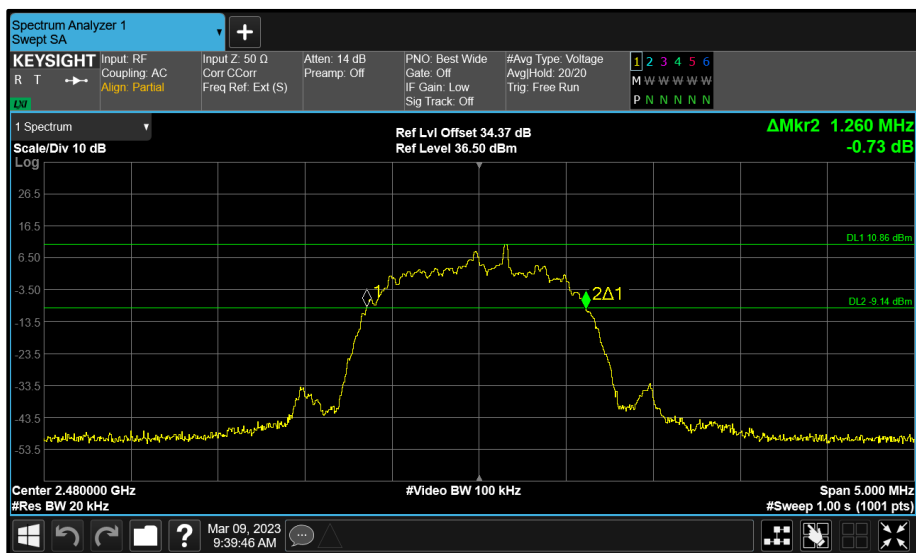 Spectrum Analyzer 1
Swept SA
KEYSIGHT
R T
LXI
Input: RF
Coupling: AC
Align: Partial
Input Z: 50 Ω
Corr CCorr
Freq Ref: Ext (S)
Atten: 14 dB
Preamp: Off
PNO: Best Wide
Gate: Off
IF Gain: Low
Sig Track: Off
#Avg Type: Voltage
Avg|Hold: 20/20
Trig: Free Run
1 2 3 4 5 6
M W W W W W
P N N N N N
1 Spectrum
Scale/Div 10 dB
Ref Lvl Offset 34.37 dB
Ref Level 36.50 dBm
ΔMkr2 1.260 MHz
-0.73 dB
Log
26.5
16.5
DL1 10.86 dBm
6.50
-3.50
1
2Δ1
DL2 -9.14 dBm
-13.5
-23.5
-33.5
-43.5
-53.5
Center 2.480000 GHz
#Res BW 20 kHz
#Video BW 100 kHz
Span 5.000 MHz
#Sweep 1.00 s (1001 pts)
?
Mar 09, 2023
9:39:46 AM